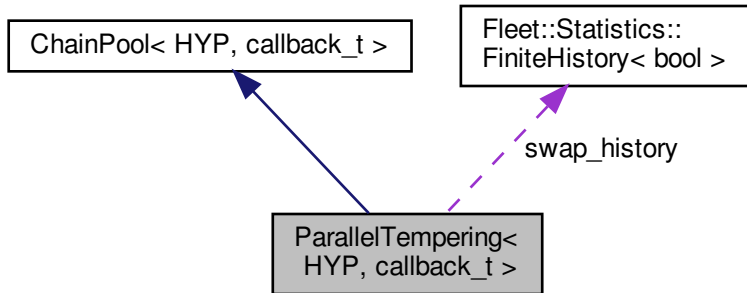 ChainPool< HYP, callback_t >
Fleet::Statistics::
FiniteHistory< bool >
swap_history
ParallelTempering<
HYP, callback_t >